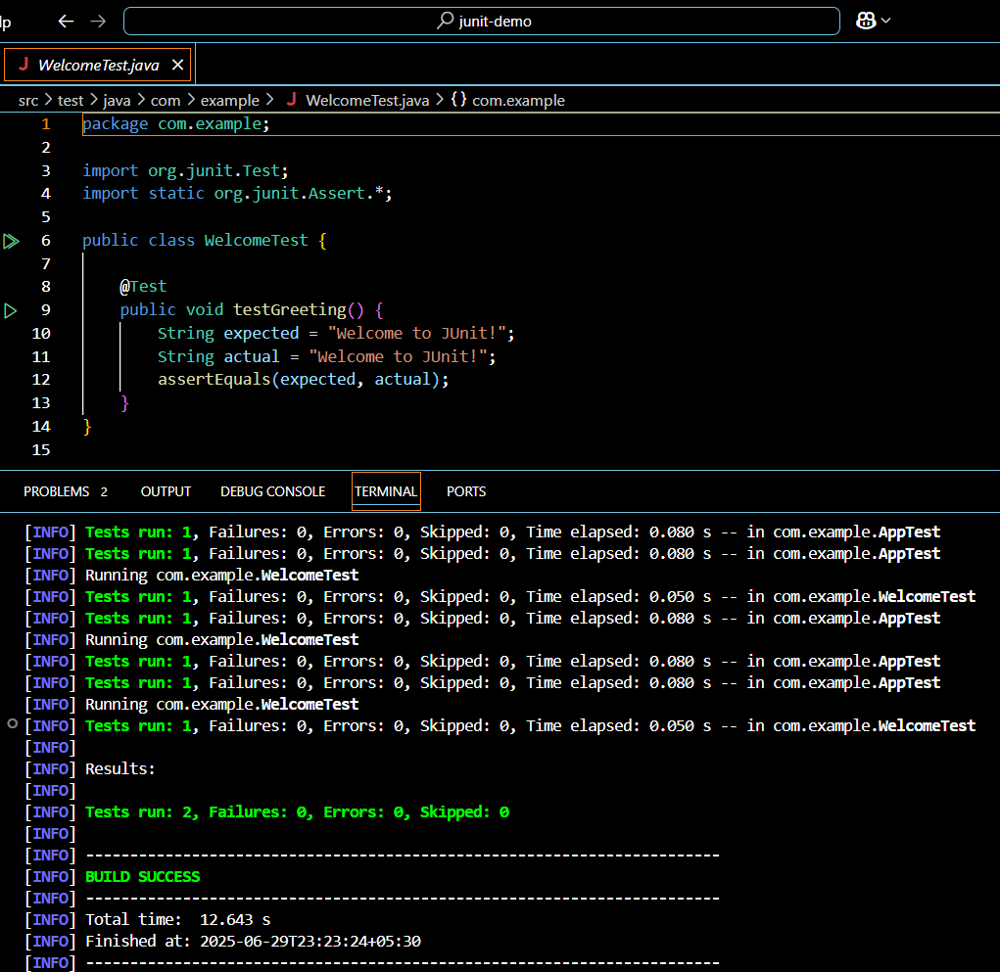 lp junit-demo
J WelcomeTest.java
src > test > java > com > example > J WelcomeTest.java > {} com.example
1 package com.example;
2
3 import org.junit.Test;
4 import static org.junit.Assert.*;
5
6 public class WelcomeTest {
7
8 @Test
9 public void testGreeting() {
10 String expected = "Welcome to JUnit!";
11 String actual = "Welcome to JUnit!";
12 assertEquals(expected, actual);
13 }
14 }
15
PROBLEMS 2 OUTPUT DEBUG CONSOLE TERMINAL PORTS
[INFO] Tests run: 1, Failures: 0, Errors: 0, Skipped: 0, Time elapsed: 0.080 s -- in com.example.AppTest
[INFO] Tests run: 1, Failures: 0, Errors: 0, Skipped: 0, Time elapsed: 0.080 s -- in com.example.AppTest
[INFO] Running com.example.WelcomeTest
[INFO] Tests run: 1, Failures: 0, Errors: 0, Skipped: 0, Time elapsed: 0.050 s -- in com.example.WelcomeTest
[INFO] Tests run: 1, Failures: 0, Errors: 0, Skipped: 0, Time elapsed: 0.080 s -- in com.example.AppTest
[INFO] Running com.example.WelcomeTest
[INFO] Tests run: 1, Failures: 0, Errors: 0, Skipped: 0, Time elapsed: 0.080 s -- in com.example.AppTest
[INFO] Tests run: 1, Failures: 0, Errors: 0, Skipped: 0, Time elapsed: 0.080 s -- in com.example.AppTest
[INFO] Running com.example.WelcomeTest
[INFO] Tests run: 1, Failures: 0, Errors: 0, Skipped: 0, Time elapsed: 0.050 s -- in com.example.WelcomeTest
[INFO]
[INFO] Results:
[INFO]
[INFO] Tests run: 2, Failures: 0, Errors: 0, Skipped: 0
[INFO]
[INFO] ------------------------------------------------------------------------
[INFO] BUILD SUCCESS
[INFO] ------------------------------------------------------------------------
[INFO] Total time:  12.643 s
[INFO] Finished at: 2025-06-29T23:23:24+05:30
[INFO] ------------------------------------------------------------------------